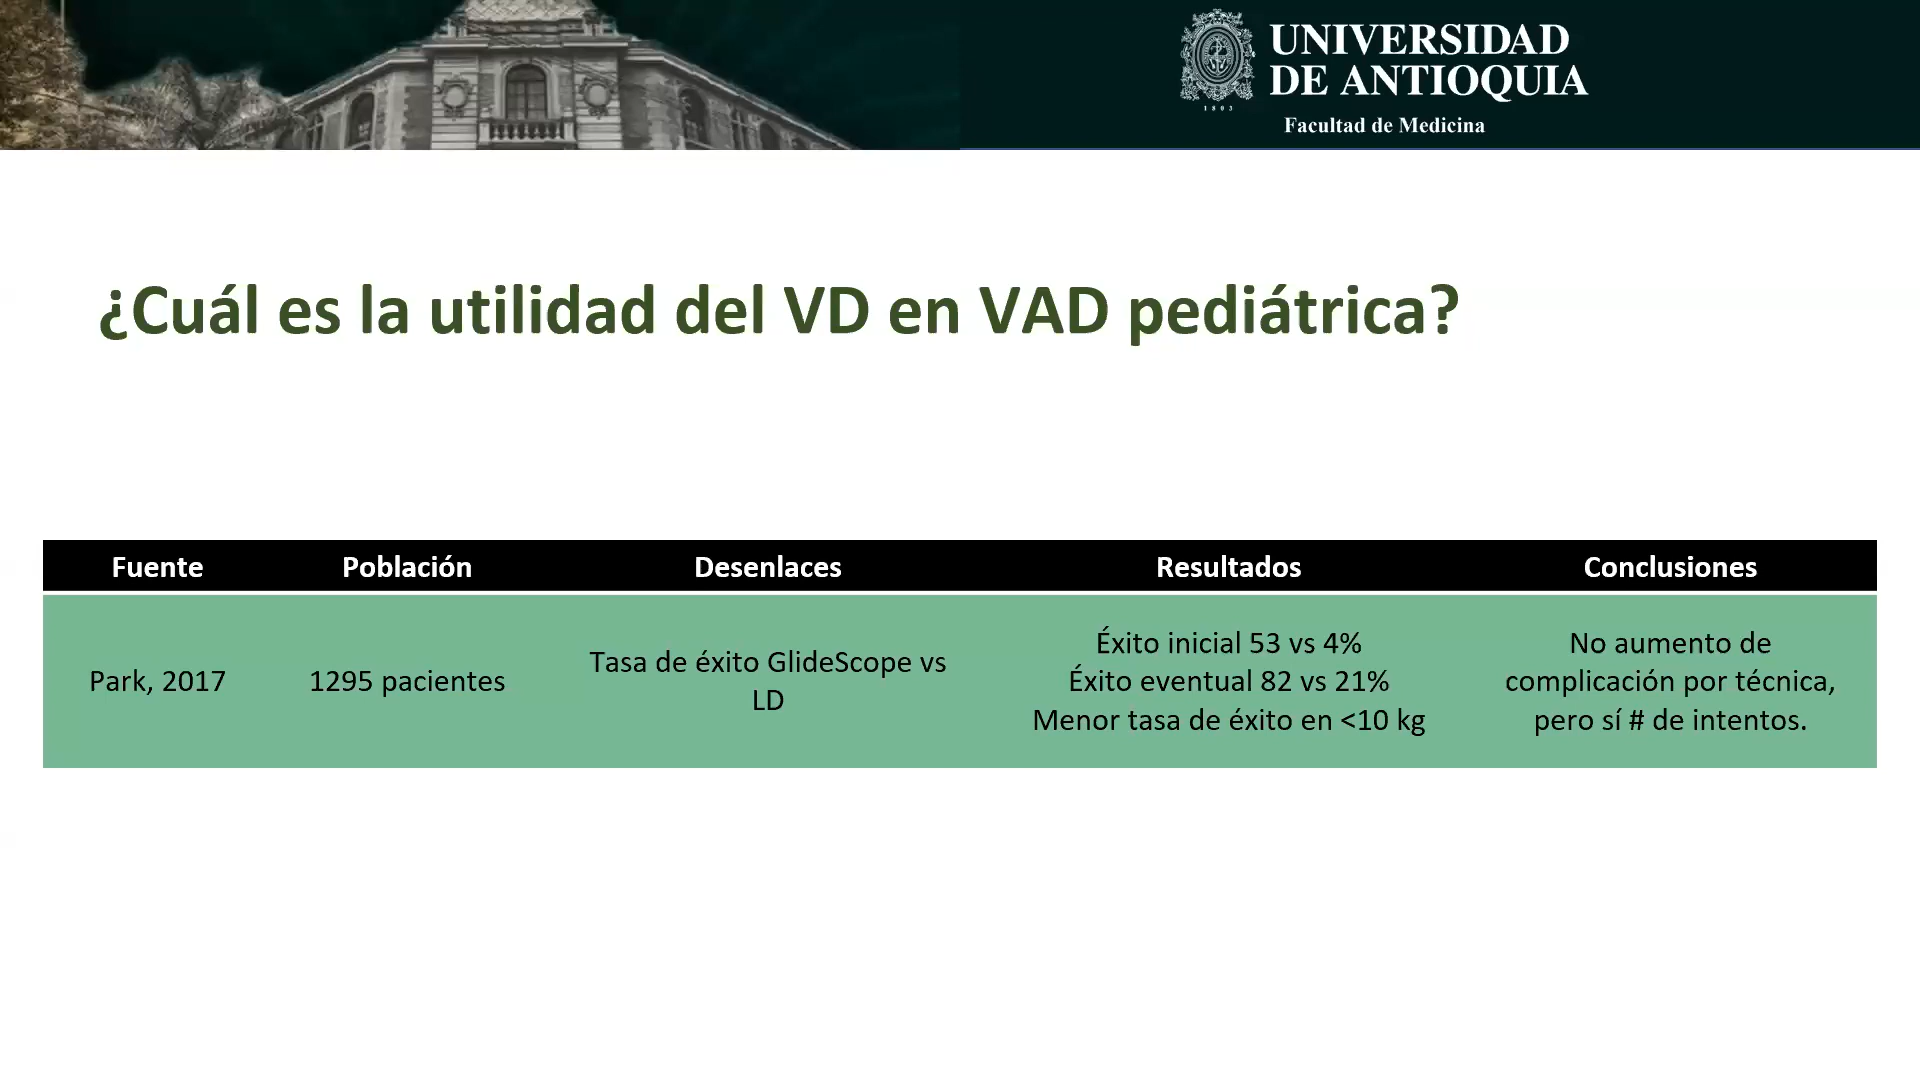 UNIVERSIDAD
DE ANTIOQUIA
1803
Facultad de Medicina
¿Cuál es la utilidad del VD en VAD pediátrica?
Fuente
Población
Desenlaces
Resultados
Conclusiones
Park, 2017
1295 pacientes
Tasa de éxito GlideScope vs
LD
Éxito inicial 53 vs 4%
Éxito eventual 82 vs 21%
Menor tasa de éxito en <10 kg
No aumento de
complicación por técnica,
pero sí # de intentos.